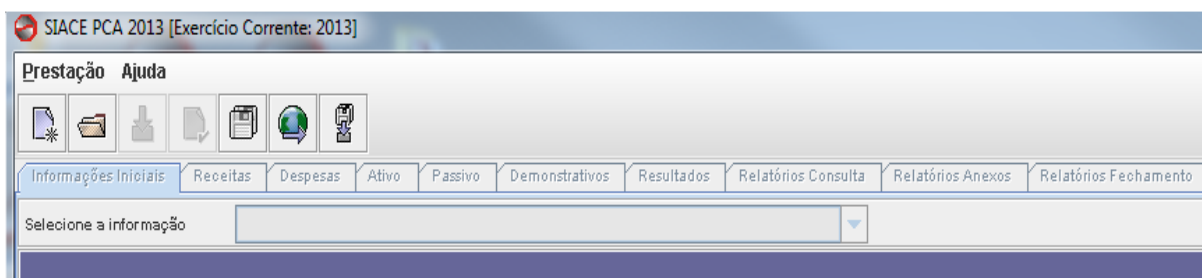 SIACE PCA 2013 [Exercício Corrente: 2013]
Prestação Ajuda
Informações Iniciais Receitas Despesas Ativo Passivo Demonstrativos Resultados Relatórios Consulta Relatórios Anexos Relatórios Fechamento
Selecione a informação